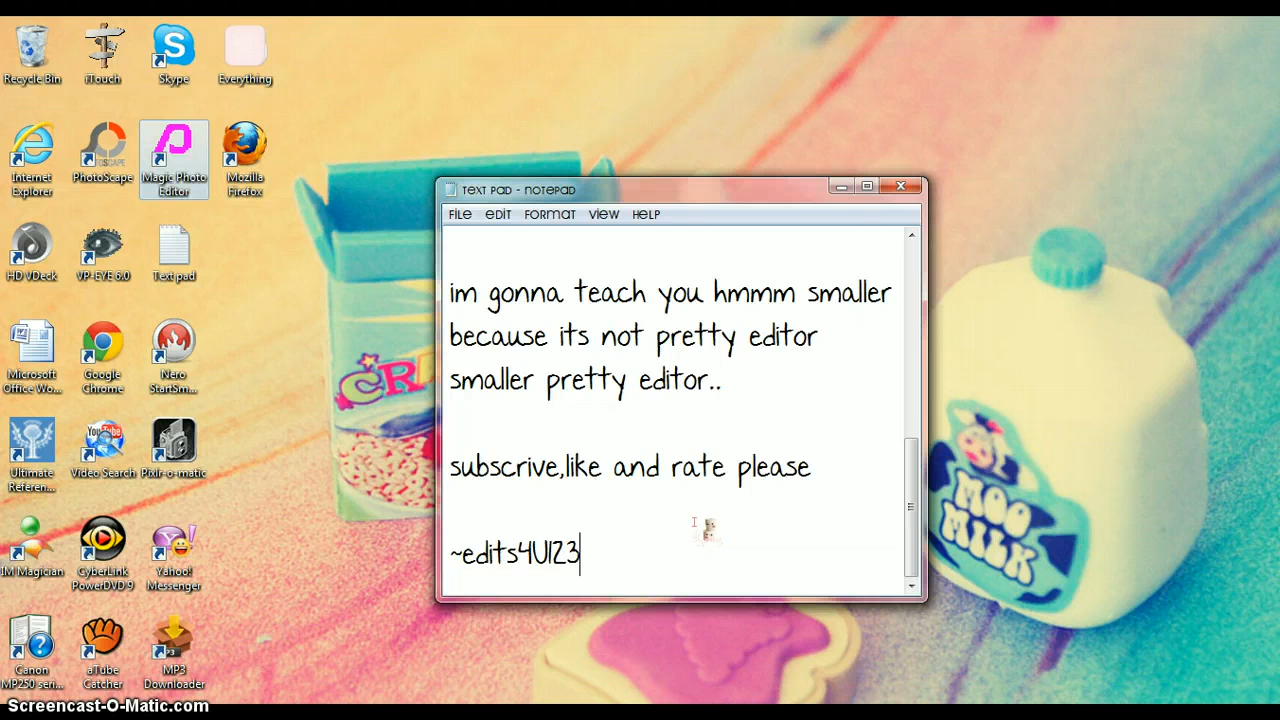 Recycle Bin
iTouch
Skype
Everything
Internet
Explorer
PhotoScape
Magic Photo
Editor
Mozilla
Firefox
HD VDeck
VP-EYE 6.0
Text pad
Microsoft
Office Wo...
Google
Chrome
Nero
StartSm...
Ultimate
Referen...
Video Search
Pixlr-o-matic
IM Magician
CyberLink
PowerDVD 9
Yahoo!
Messenger
Canon
MP250 seri...
aTube
Catcher
MP3
Downloader
Text pad - Notepad
File Edit Format View Help
im gonna teach you hmmm smaller
because its not pretty editor
smaller pretty editor..
subscrive,like and rate please
~edits4U123
CR
MOO
MILK
Screencast-O-Matic.com